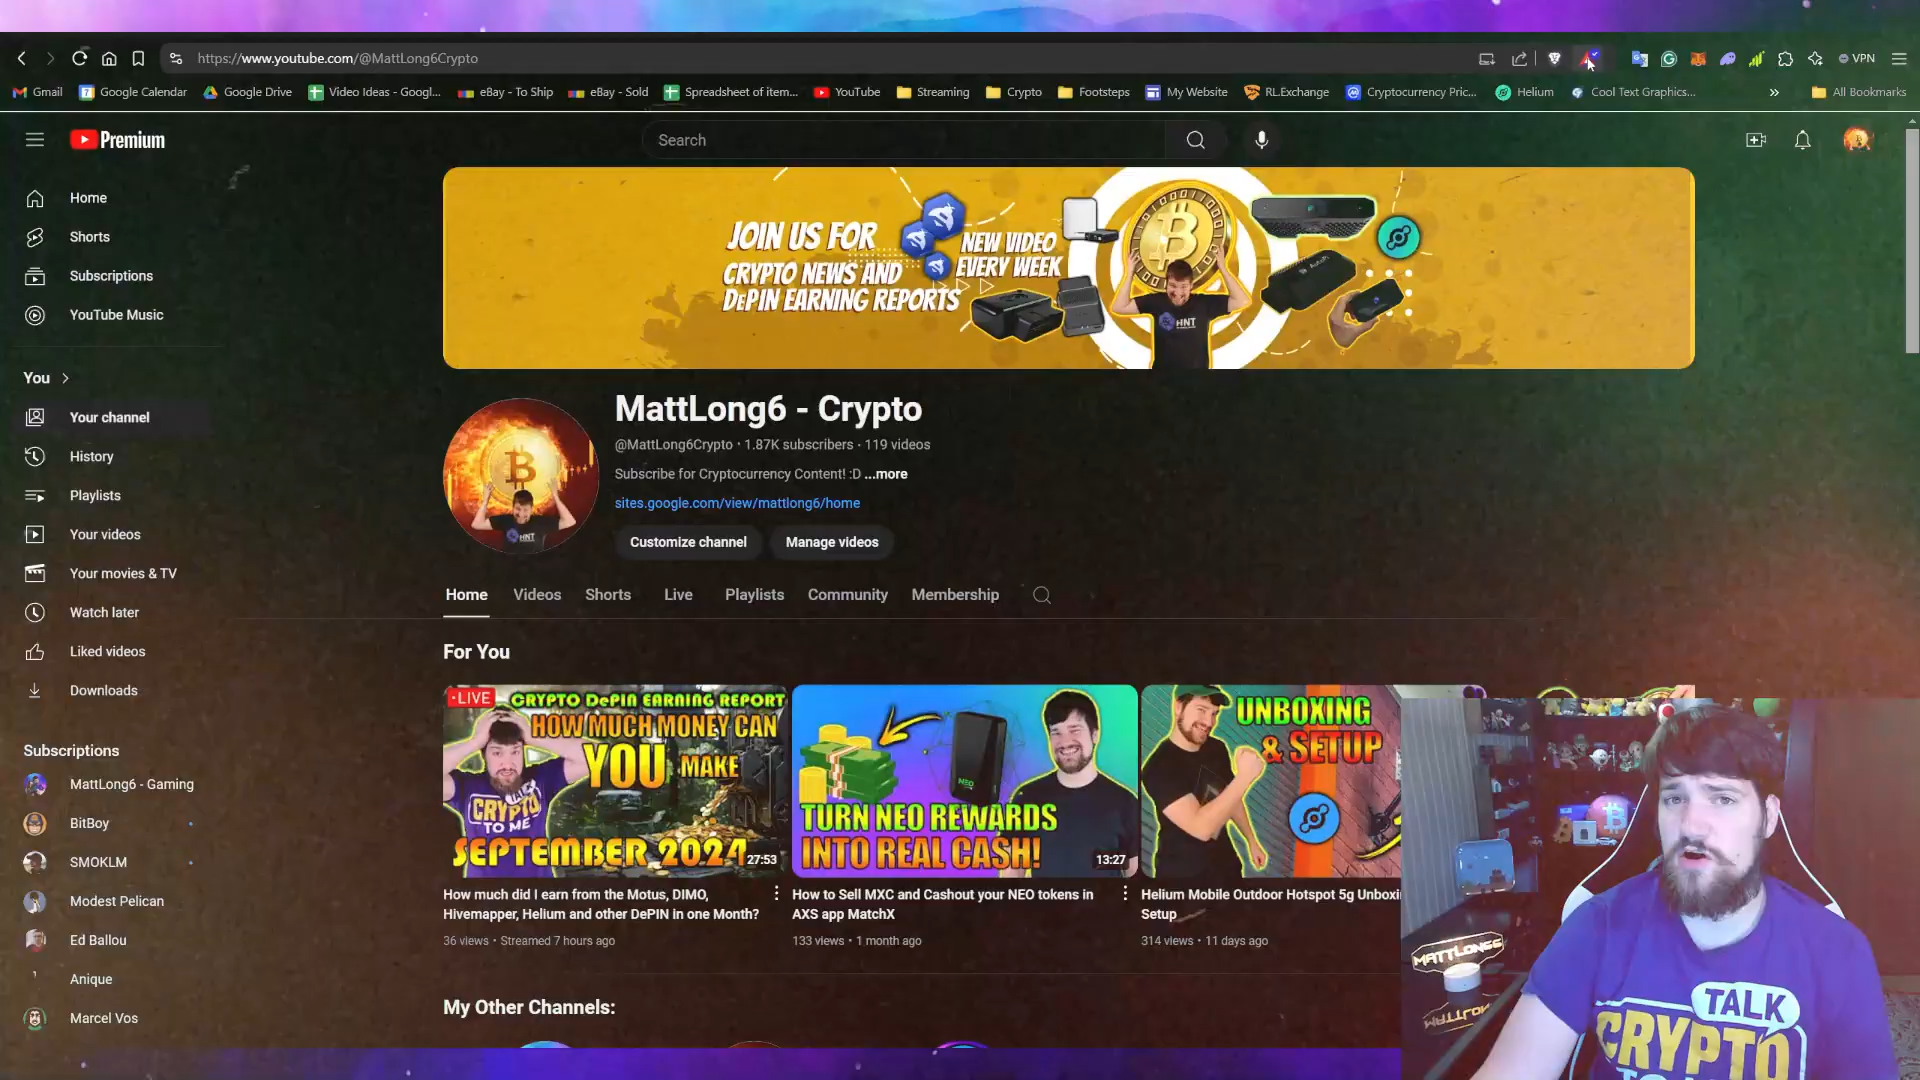 https://www.youtube.com/@MattLong6Crypto
VPN
Gmail
Google Calendar
Google Drive
Video Ideas - Googl...
eBay - To Ship
eBay - Sold
Spreadsheet of item...
YouTube
Streaming
Crypto
Footsteps
My Website
RL.Exchange
Cryptocurrency Pric...
Helium
Cool Text Graphics...
All Bookmarks
Premium
Search
Home
Shorts
Subscriptions
YouTube Music
You
Your channel
History
Playlists
Your videos
Your movies & TV
Watch later
Liked videos
Downloads
Subscriptions
MattLong6 - Gaming
BitBoy
SMOKLM
Modest Pelican
Ed Ballou
Anique
Marcel Vos
JOIN US FOR
CRYPTO NEWS AND
DePIN EARNING REPORTS
NEW VIDEO
EVERY WEEK
HNT
MattLong6 - Crypto
@MattLong6Crypto • 1.87K subscribers • 119 videos
Subscribe for Cryptocurrency Content! :D ...more
sites.google.com/view/mattlong6/home
HNT
Customize channel
Manage videos
Home
Videos
Shorts
Live
Playlists
Community
Membership
For You
•LIVE
CRYPTO DePIN EARNING REPORT
HOW MUCH MONEY CAN
YOU MAKE
CRYPTO
TO ME
SEPTEMBER 2024
27:53
How much did I earn from the Motus, DIMO,
Hivemapper, Helium and other DePIN in one Month?
36 views • Streamed 7 hours ago
NEO
TURN NEO REWARDS
INTO REAL CASH!
13:27
How to Sell MXC and Cashout your NEO tokens in
AXS app MatchX
133 views • 1 month ago
UNBOXING
& SETUP
Helium Mobile Outdoor Hotspot 5g Unboxi
Setup
314 views • 11 days ago
My Other Channels:
MATTLONG6
TALK
CRYPTO
TO ME